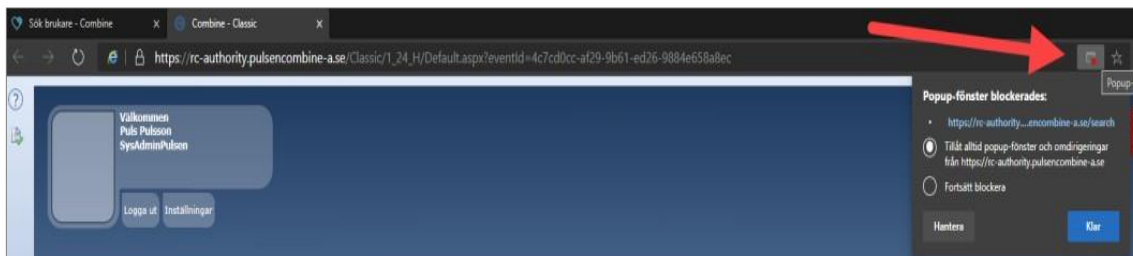 Sök brukare - Combine
Combine - Classic
https://rc-authority.pulsencombine-a.se/Classic/1_24_H/Default.aspx?eventId=4c7cd0cc-af29-9b61-ed26-9884e658a8ec
Popup-
Välkommen
Puls Pulsson
SysAdminPulsen
Logga ut Inställningar
Popup-fönster blockerades:
https://rc-authority....encombine-a.se/search
Tillåt alltid popup-fönster och omdirigeringar
från https://rc-authority.pulsencombine-a.se
Fortsätt blockera
Hantera
Klar